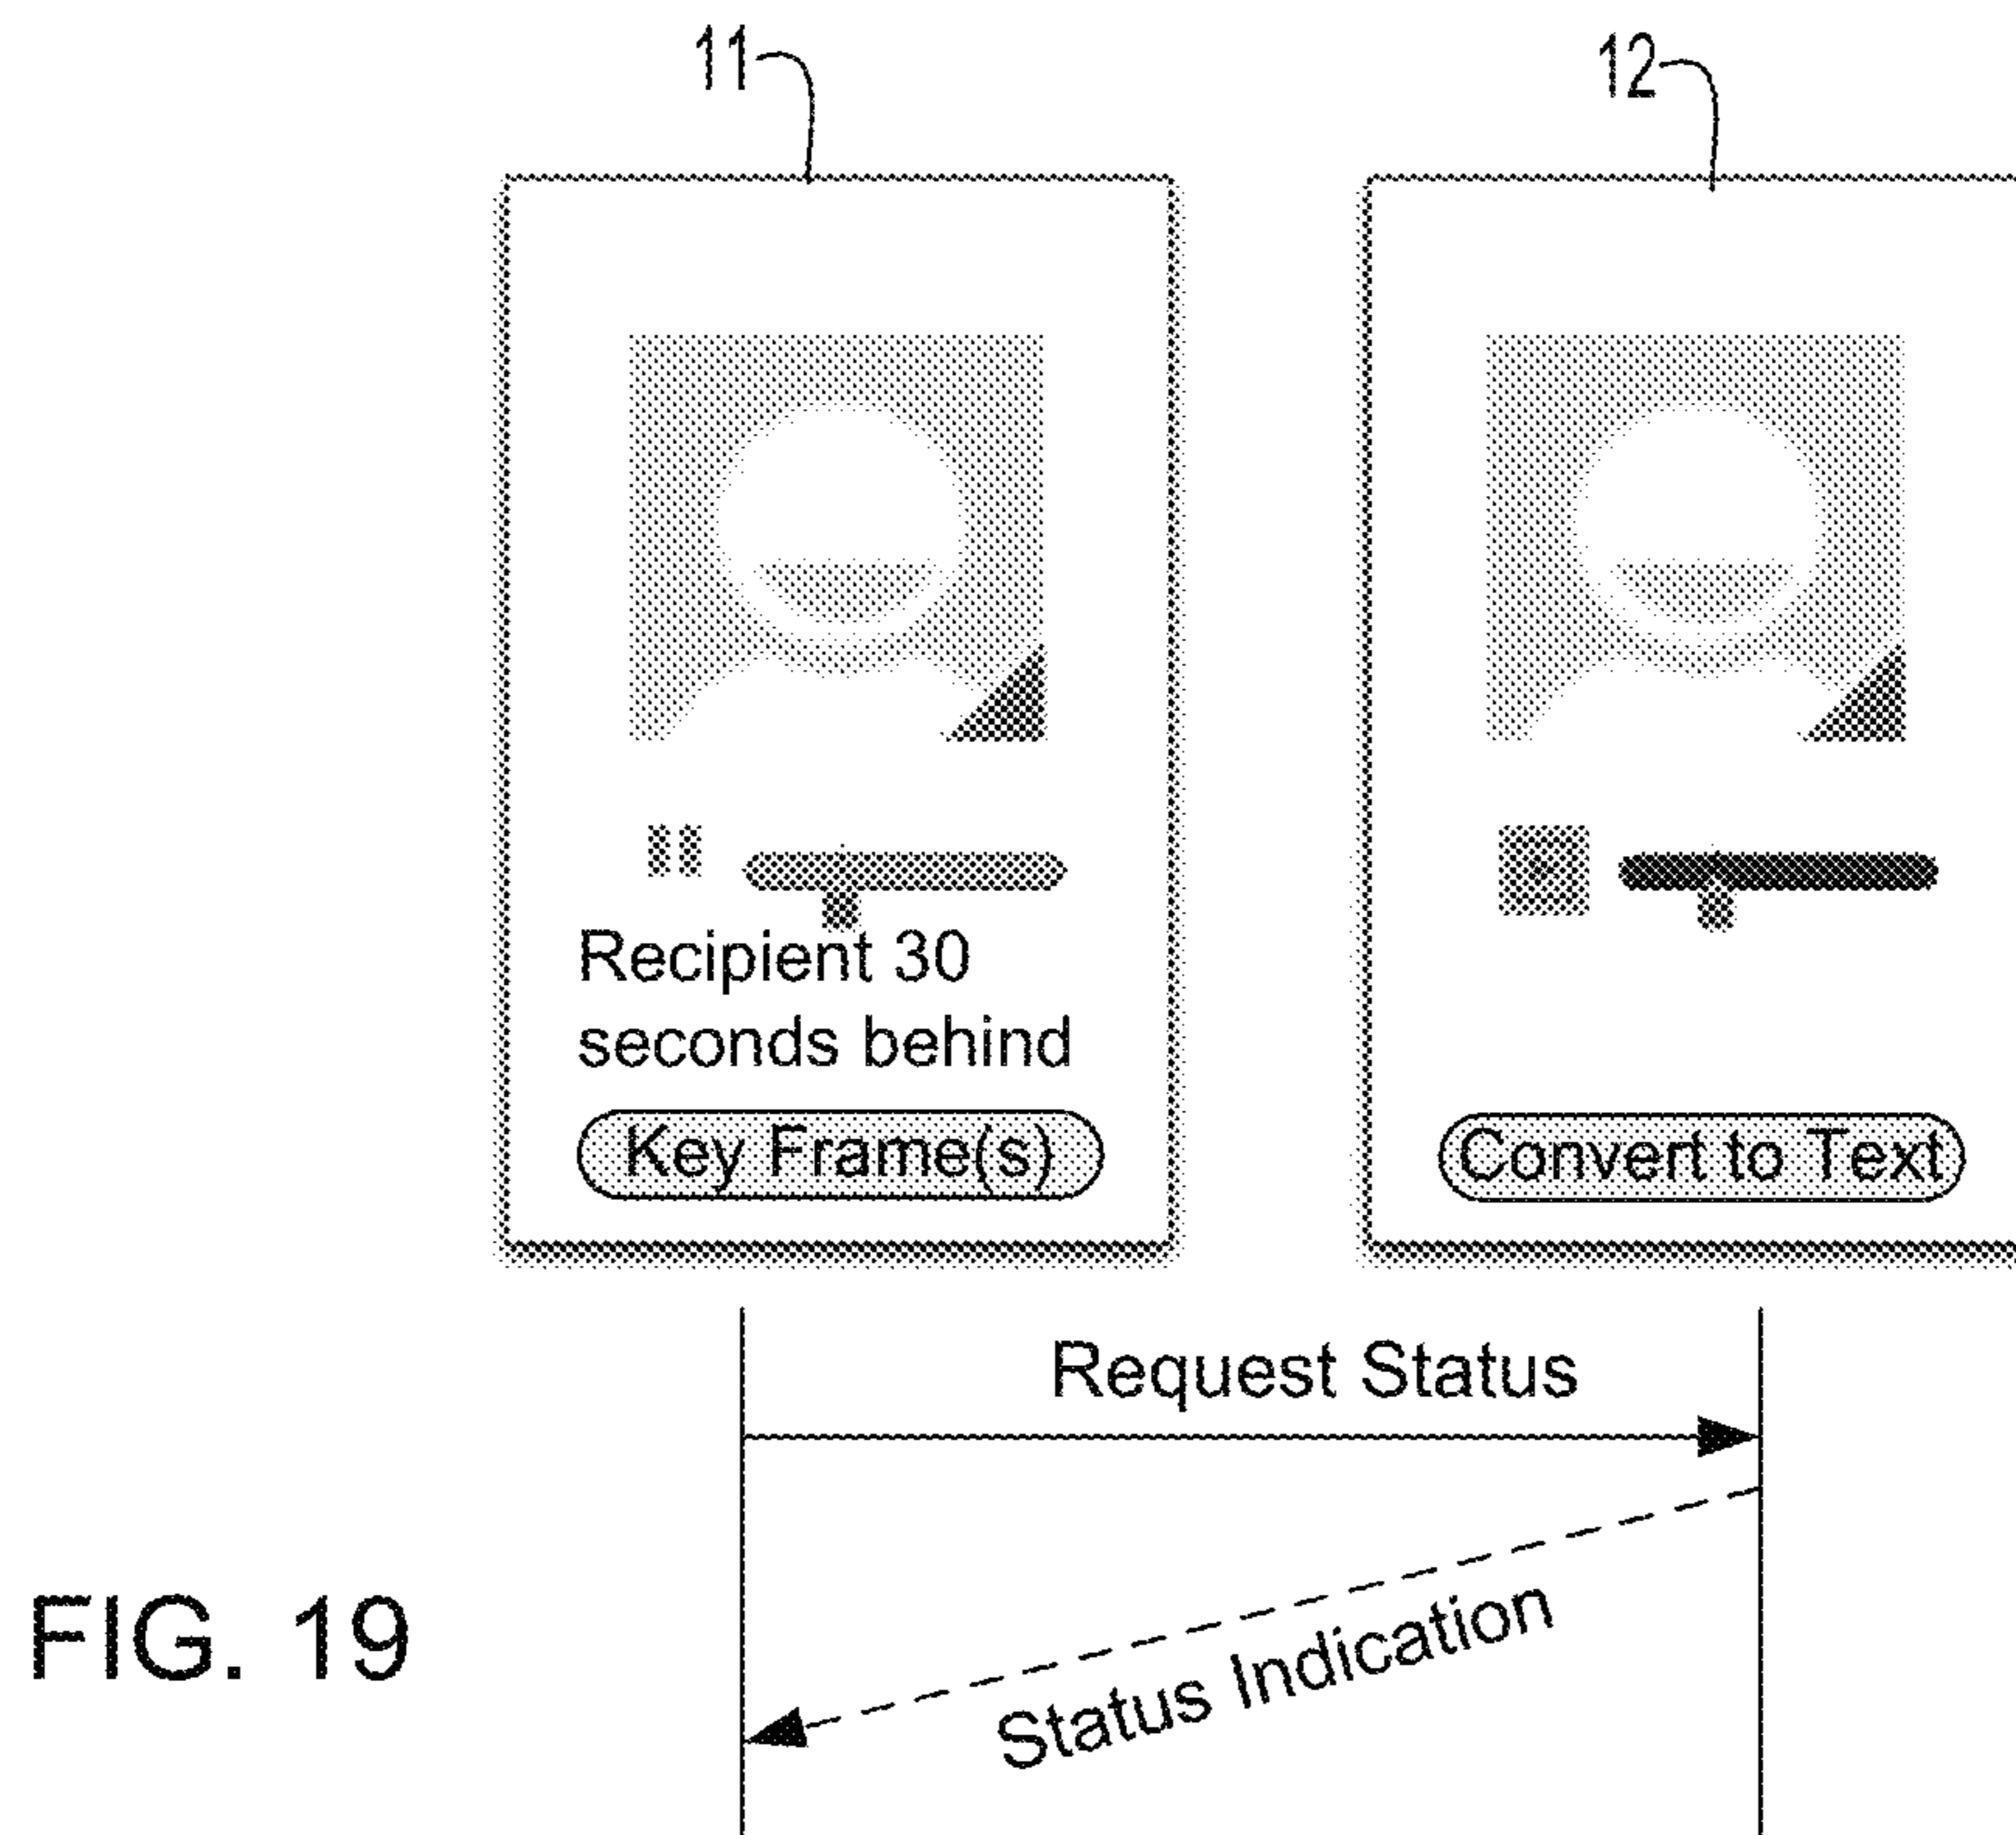 11
12
Recipient 30
seconds behind
Key Frame(s)
Convert to Text
Request Status
Status Indication
FIG. 19